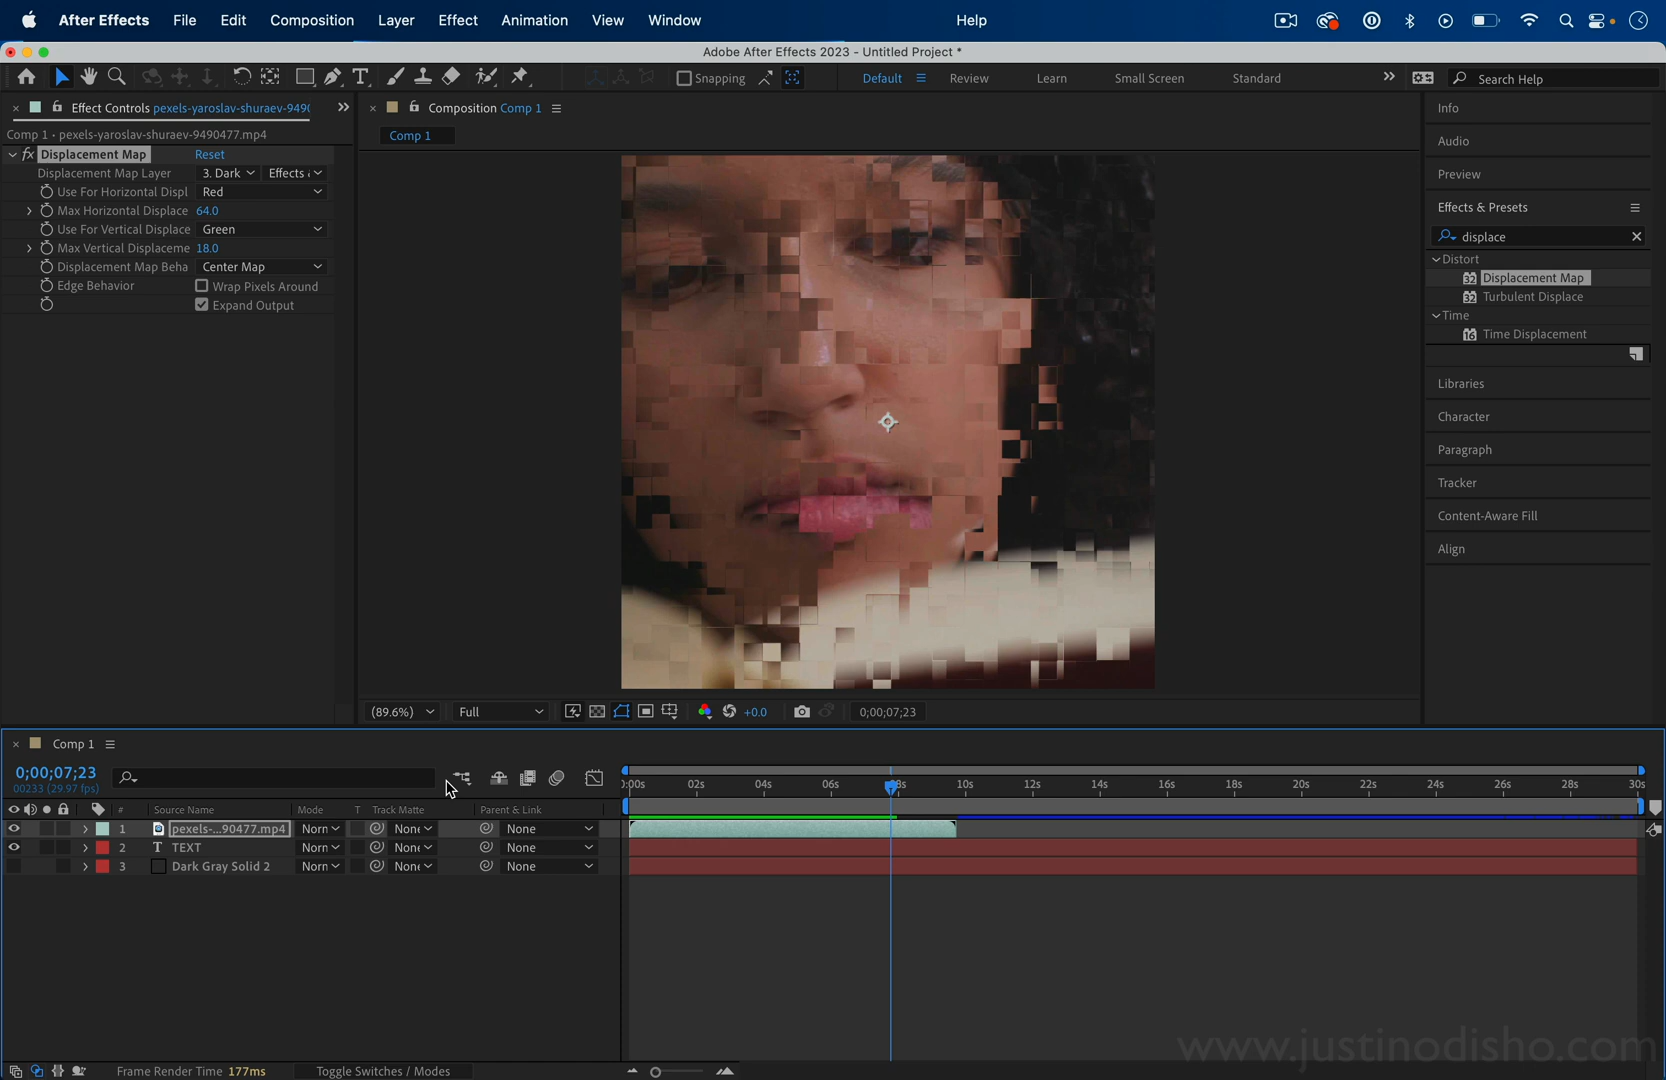 After Effects File Edit Composition Layer Effect Animation View Window Help
Adobe After Effects 2023 - Untitled Project *
Snapping Default Review Learn Small Screen Standard Search Help
Effect Controls pexels-yaroslav-shuraev-949(
Comp 1 • pexels-yaroslav-shuraev-9490477.mp4
fx Displacement Map Reset
Displacement Map Layer 3. Dark Effects
Use For Horizontal Displ Red
Max Horizontal Displace 64.0
Use For Vertical Displace Green
Max Vertical Displaceme 18.0
Displacement Map Beha Center Map
Edge Behavior Wrap Pixels Around
Expand Output
Composition Comp 1
Comp 1
(89.6%) Full +0.0 0;00;07;23
Info
Audio
Preview
Effects & Presets
displace
Distort
32 Displacement Map
32 Turbulent Displace
Time
16 Time Displacement
Libraries
Character
Paragraph
Tracker
Content-Aware Fill
Align
Comp 1
0;00;07;23
00233 (29.97 fps)
):00s 02s 04s 06s 8s 10s 12s 14s 16s 18s 20s 22s 24s 26s 28s 30s
# Source Name Mode T Track Matte Parent & Link
1 pexels-...90477.mp4 Norn None None
2 T TEXT Norn None None
3 Dark Gray Solid 2 Norn None None
Frame Render Time 177ms Toggle Switches / Modes
www.justinodisho.com